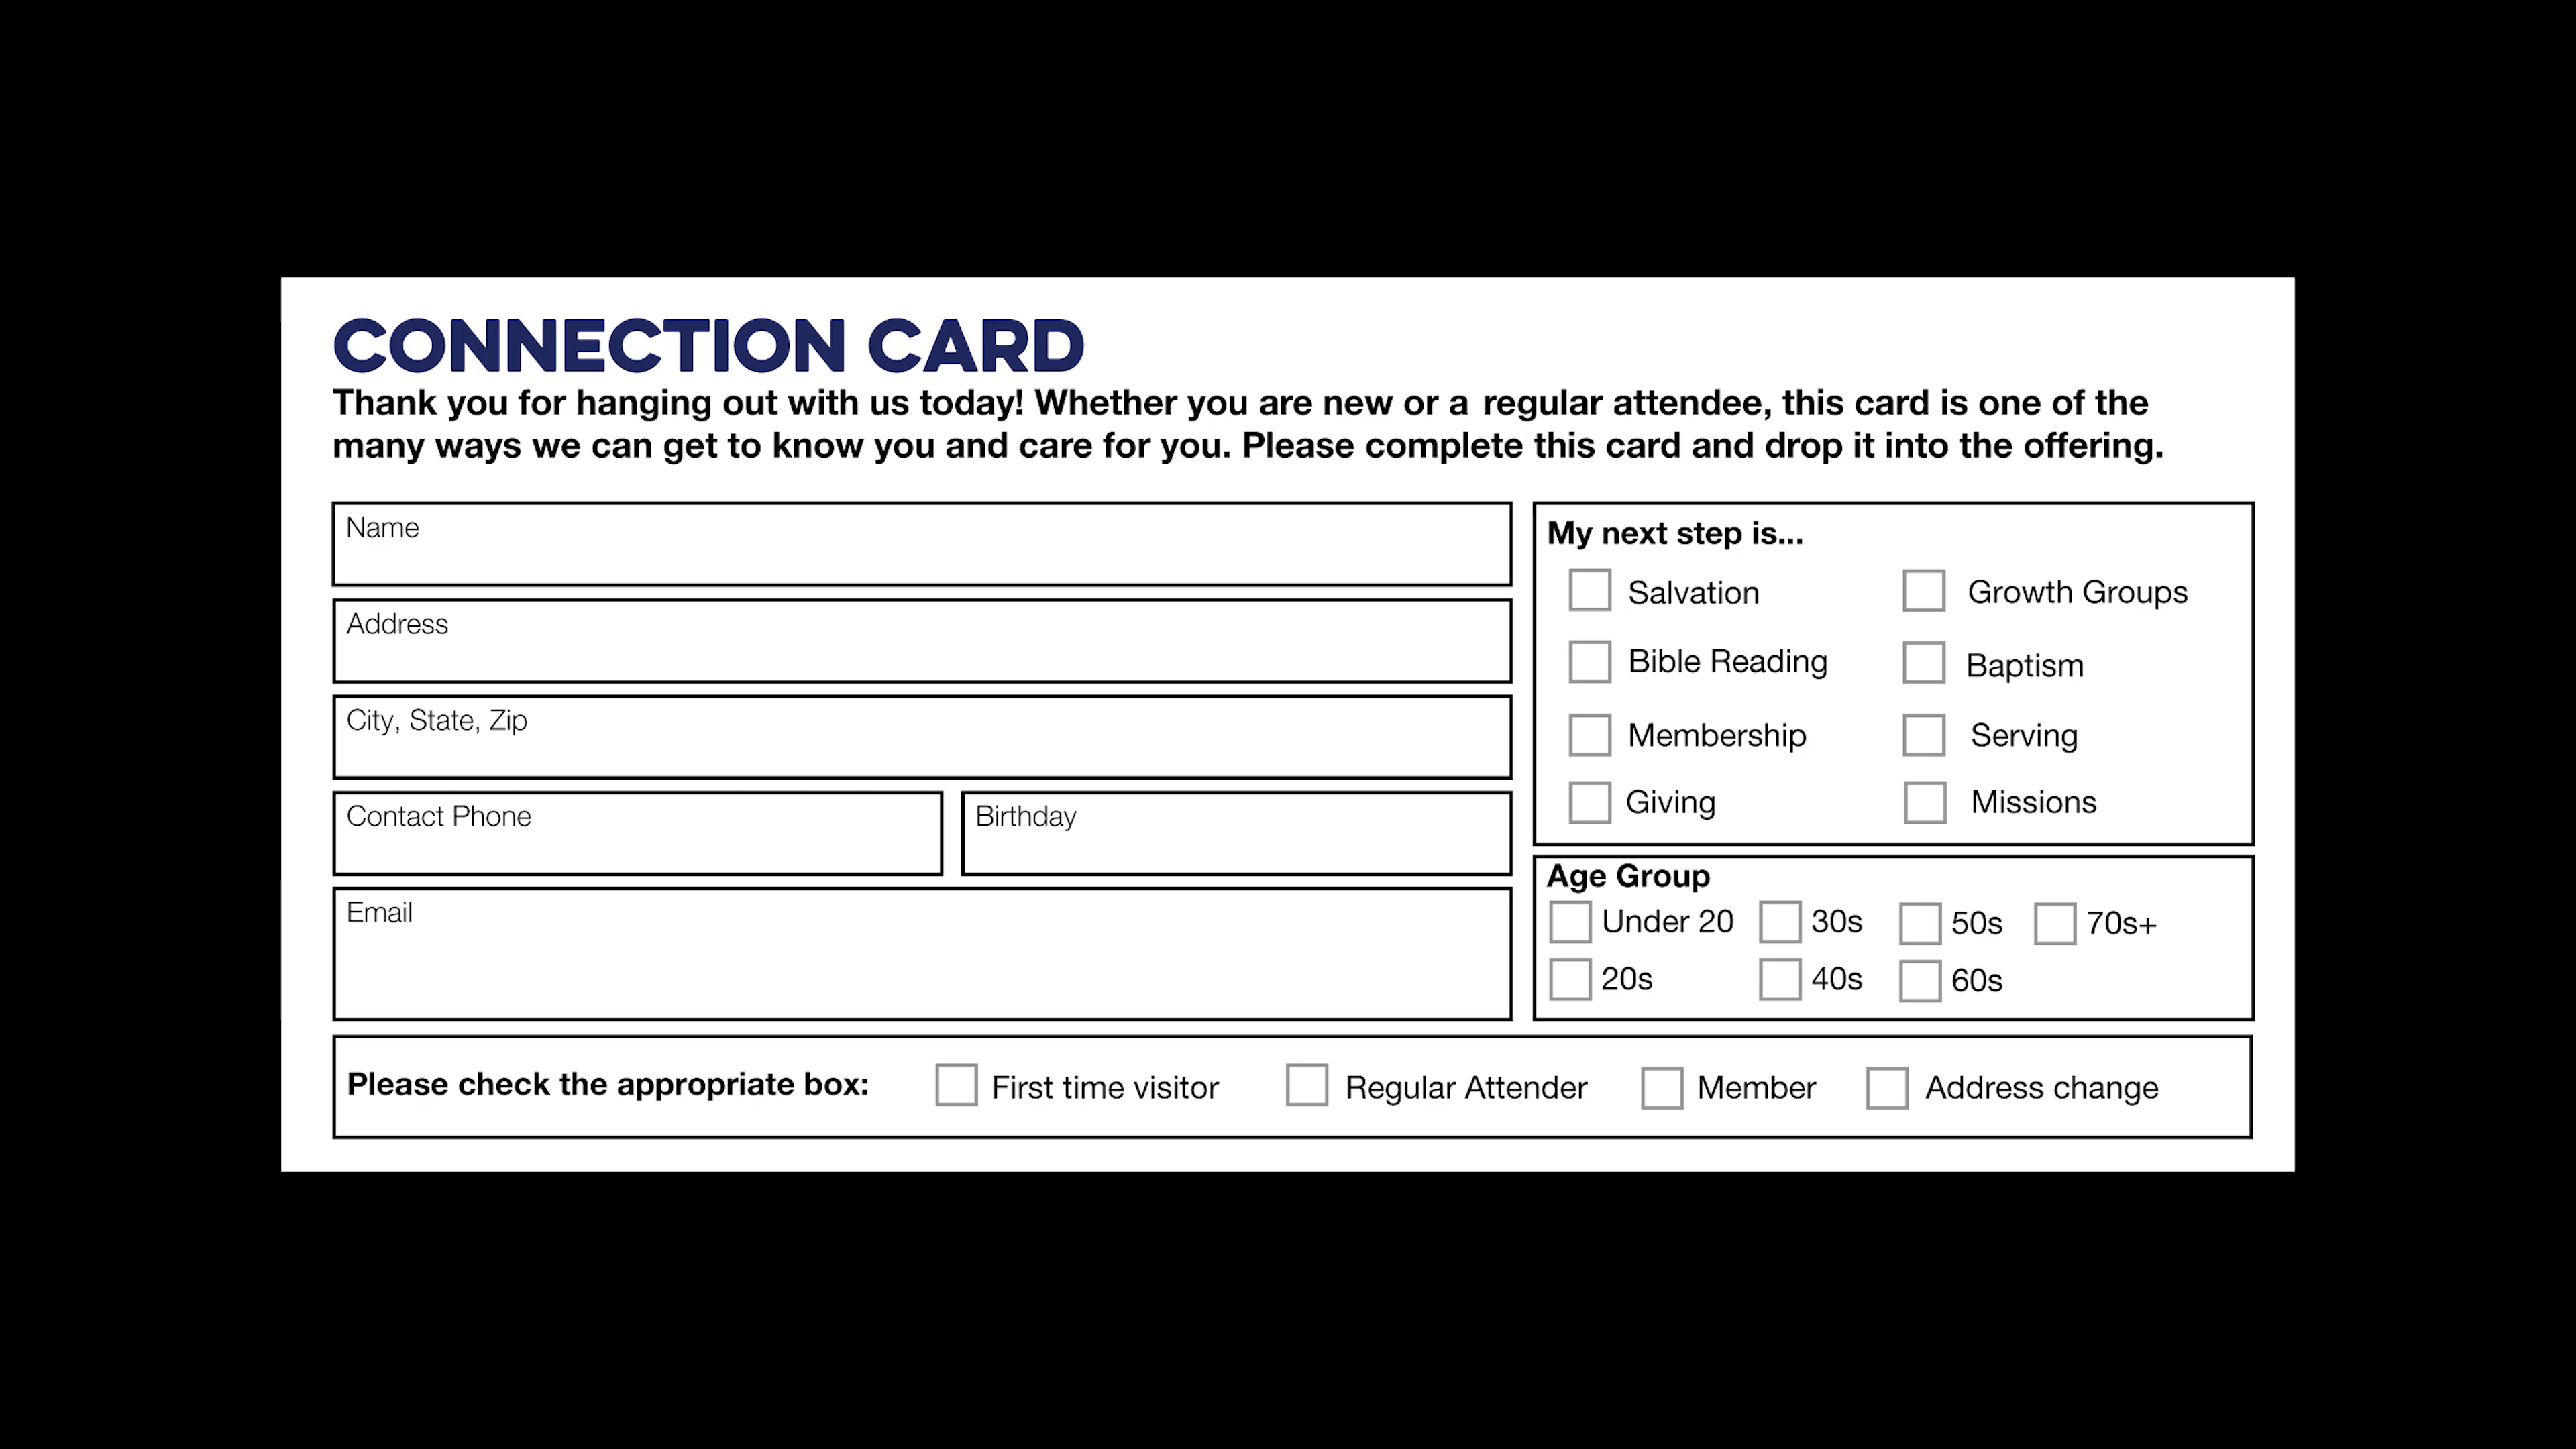 CONNECTION CARD
Thank you for hanging out with us today! Whether you are new or a regular attendee, this card is one of the
many ways we can get to know you and care for you. Please complete this card and drop it into the offering.
Name
Address
City, State, Zip
Contact Phone
Birthday
Email
My next step is...
Salvation
Growth Groups
Bible Reading
Baptism
Membership
Serving
Giving
Missions
Age Group
Under 20
30s
50s
70s+
20s
40s
60s
Please check the appropriate box:
First time visitor
Regular Attender
Member
Address change